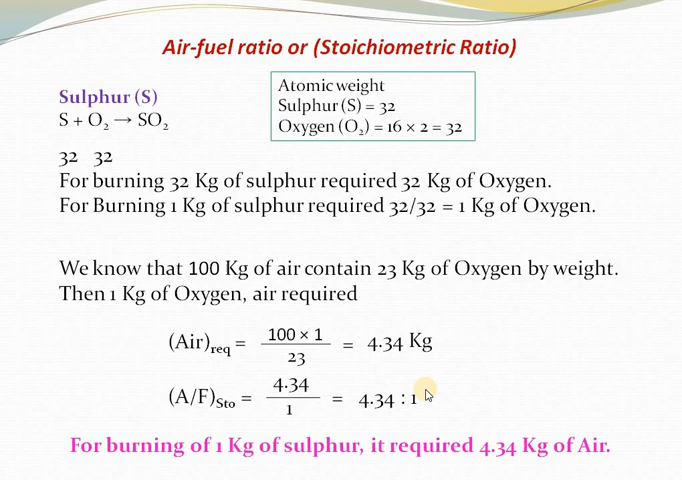 Air-fuel ratio or (Stoichiometric Ratio)
Sulphur (S)
S + O₂ → SO₂
Atomic weight
Sulphur (S) = 32
Oxygen (O₂) = 16 × 2 = 32
32 32
For burning 32 Kg of sulphur required 32 Kg of Oxygen.
For Burning 1 Kg of sulphur required 32/32 = 1 Kg of Oxygen.
We know that 100 Kg of air contain 23 Kg of Oxygen by weight.
Then 1 Kg of Oxygen, air required
(Air)req = 100 × 1 / 23 = 4.34 Kg
(A/F)Sto = 4.34 / 1 = 4.34 : 1
For burning of 1 Kg of sulphur, it required 4.34 Kg of Air.